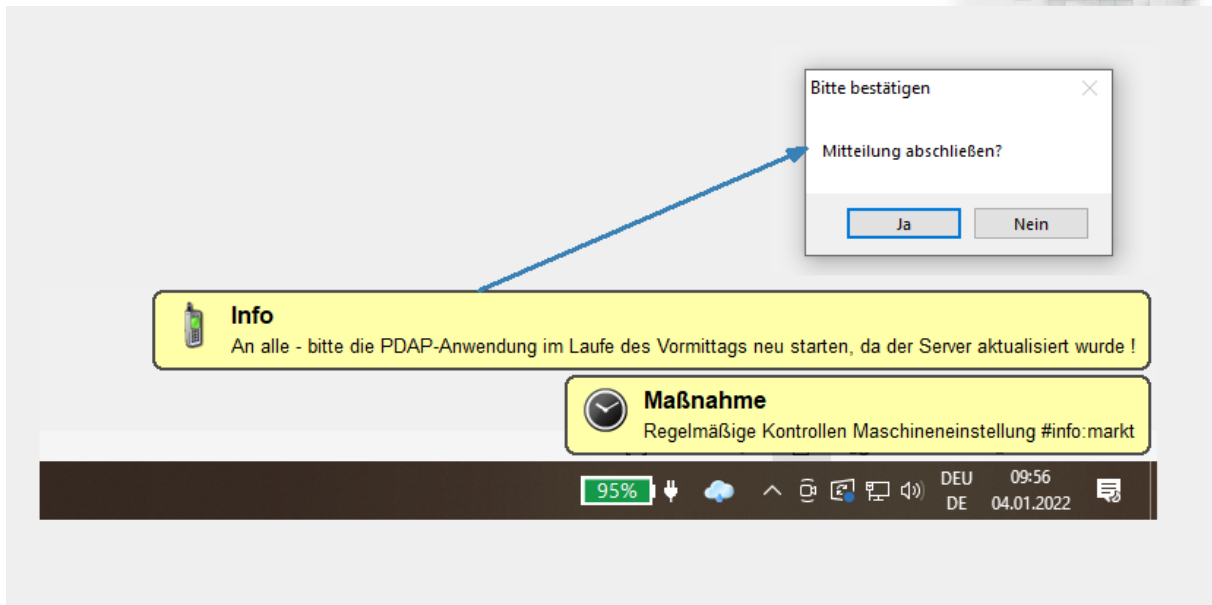 Bitte bestätigen
Mitteilung abschließen?
Ja Nein
Info
An alle - bitte die PDAP-Anwendung im Laufe des Vormittags neu starten, da der Server aktualisiert wurde !
Maßnahme
Regelmäßige Kontrollen Maschineneinstellung #info:markt
95% DEU 09:56
DE 04.01.2022